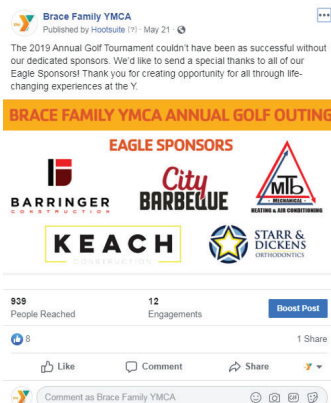 Brace Family YMCA
Published by Hootsuite [?] · May 21 ·
The 2019 Annual Golf Tournament couldn't have been as successful without
our dedicated sponsors. We'd like to send a special thanks to all of our
Eagle Sponsors! Thank you for creating opportunity for all through life-
changing experiences at the Y.
BRACE FAMILY YMCA ANNUAL GOLF OUTING
EAGLE SPONSORS
BARRINGER
CONSTRUCTION
City
BARBEQUE
MTb
MECHANICAL
HEATING & AIR CONDITIONING
KEACH
CONSTRUCTION
STARR &
DICKENS
ORTHODONTICS
939
People Reached
12
Engagements
Boost Post
8
1 Share
Like
Comment
Share
Comment as Brace Family YMCA
GIF